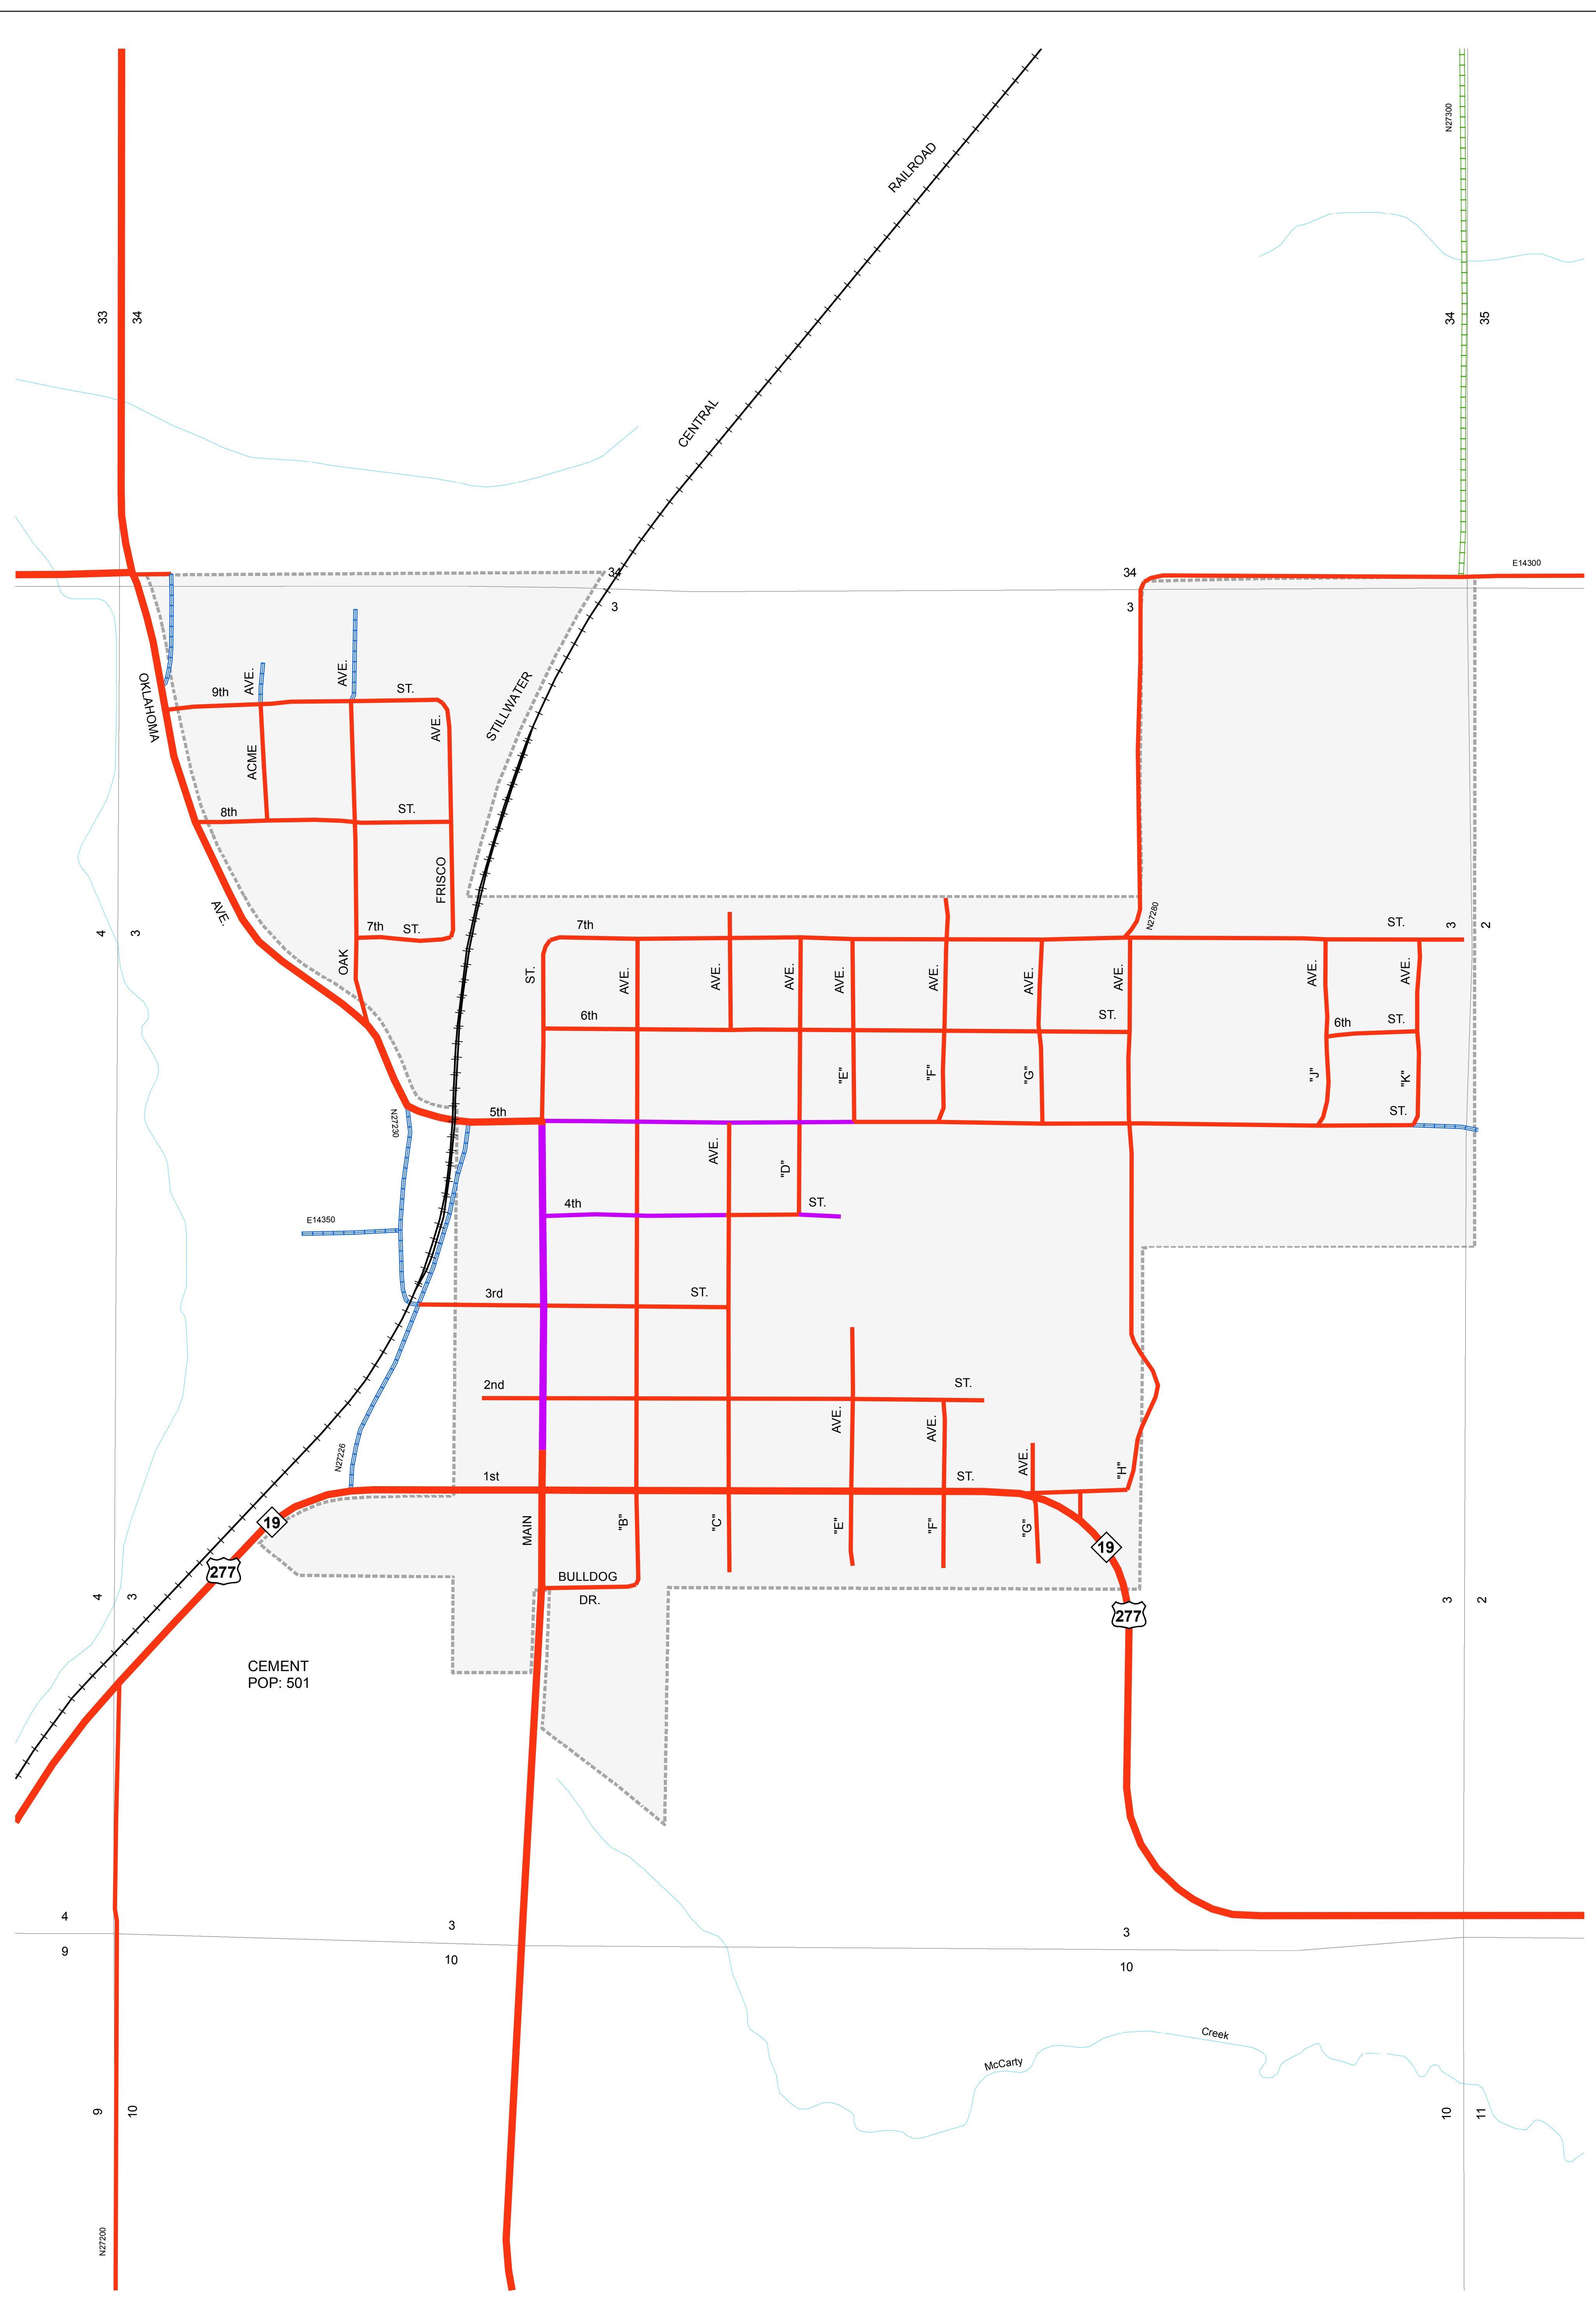 RAILROAD
N27300
CENTRAL
33
34
34
35
34
3
34
3
E14300
OKLAHOMA
AVE.
9th
AVE.
AVE.
ST.
AVE.
ACME
STILLWATER
8th
ST.
FRISCO
7th
ST.
OAK
4
3
7th
ST.
N27280
3
2
ST.
AVE.
AVE.
AVE.
AVE.
AVE.
AVE.
AVE.
AVE.
AVE.
6th
ST.
6th
ST.
"E"
"F"
"G"
"J"
"K"
5th
ST.
N27230
AVE.
"D"
4th
ST.
E14350
3rd
ST.
2nd
ST.
AVE.
AVE.
AVE.
N27226
1st
ST.
"H"
19
277
MAIN
"B"
"C"
"E"
"F"
"G"
19
277
BULLDOG
DR.
4
3
3
2
CEMENT
POP: 501
4
9
3
10
3
10
McCarty
Creek
9
10
10
11
N27200